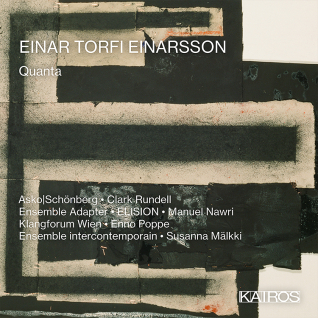 EINAR TORFI EINARSSON
Quanta
Asko|Schönberg • Clark Rundell
Ensemble Adapter • ELISION • Manuel Nawri
Klangforum Wien • Enno Poppe
Ensemble intercontemporain • Susanna Mälkki
KAIROS